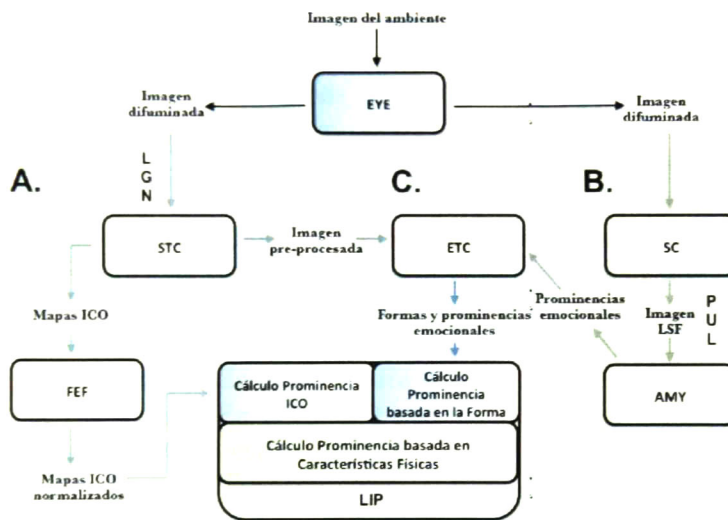 Imagen del ambiente
EYE
Imagen
difuminada
Imagen
difuminada
A.
L
G
N
C.
B.
STC
Imagen
pre-procesada
ETC
SC
Mapas ICO
Formas y prominencias
emocionales
Prominencias
emocionales
Imagen
LSF
P
U
L
FEF
Cálculo Prominencia
ICO
Cálculo
Prominencia
basada en la Forma
AMY
Cálculo Prominencia basada en
Características Físicas
Mapas ICO
normalizados
LIP